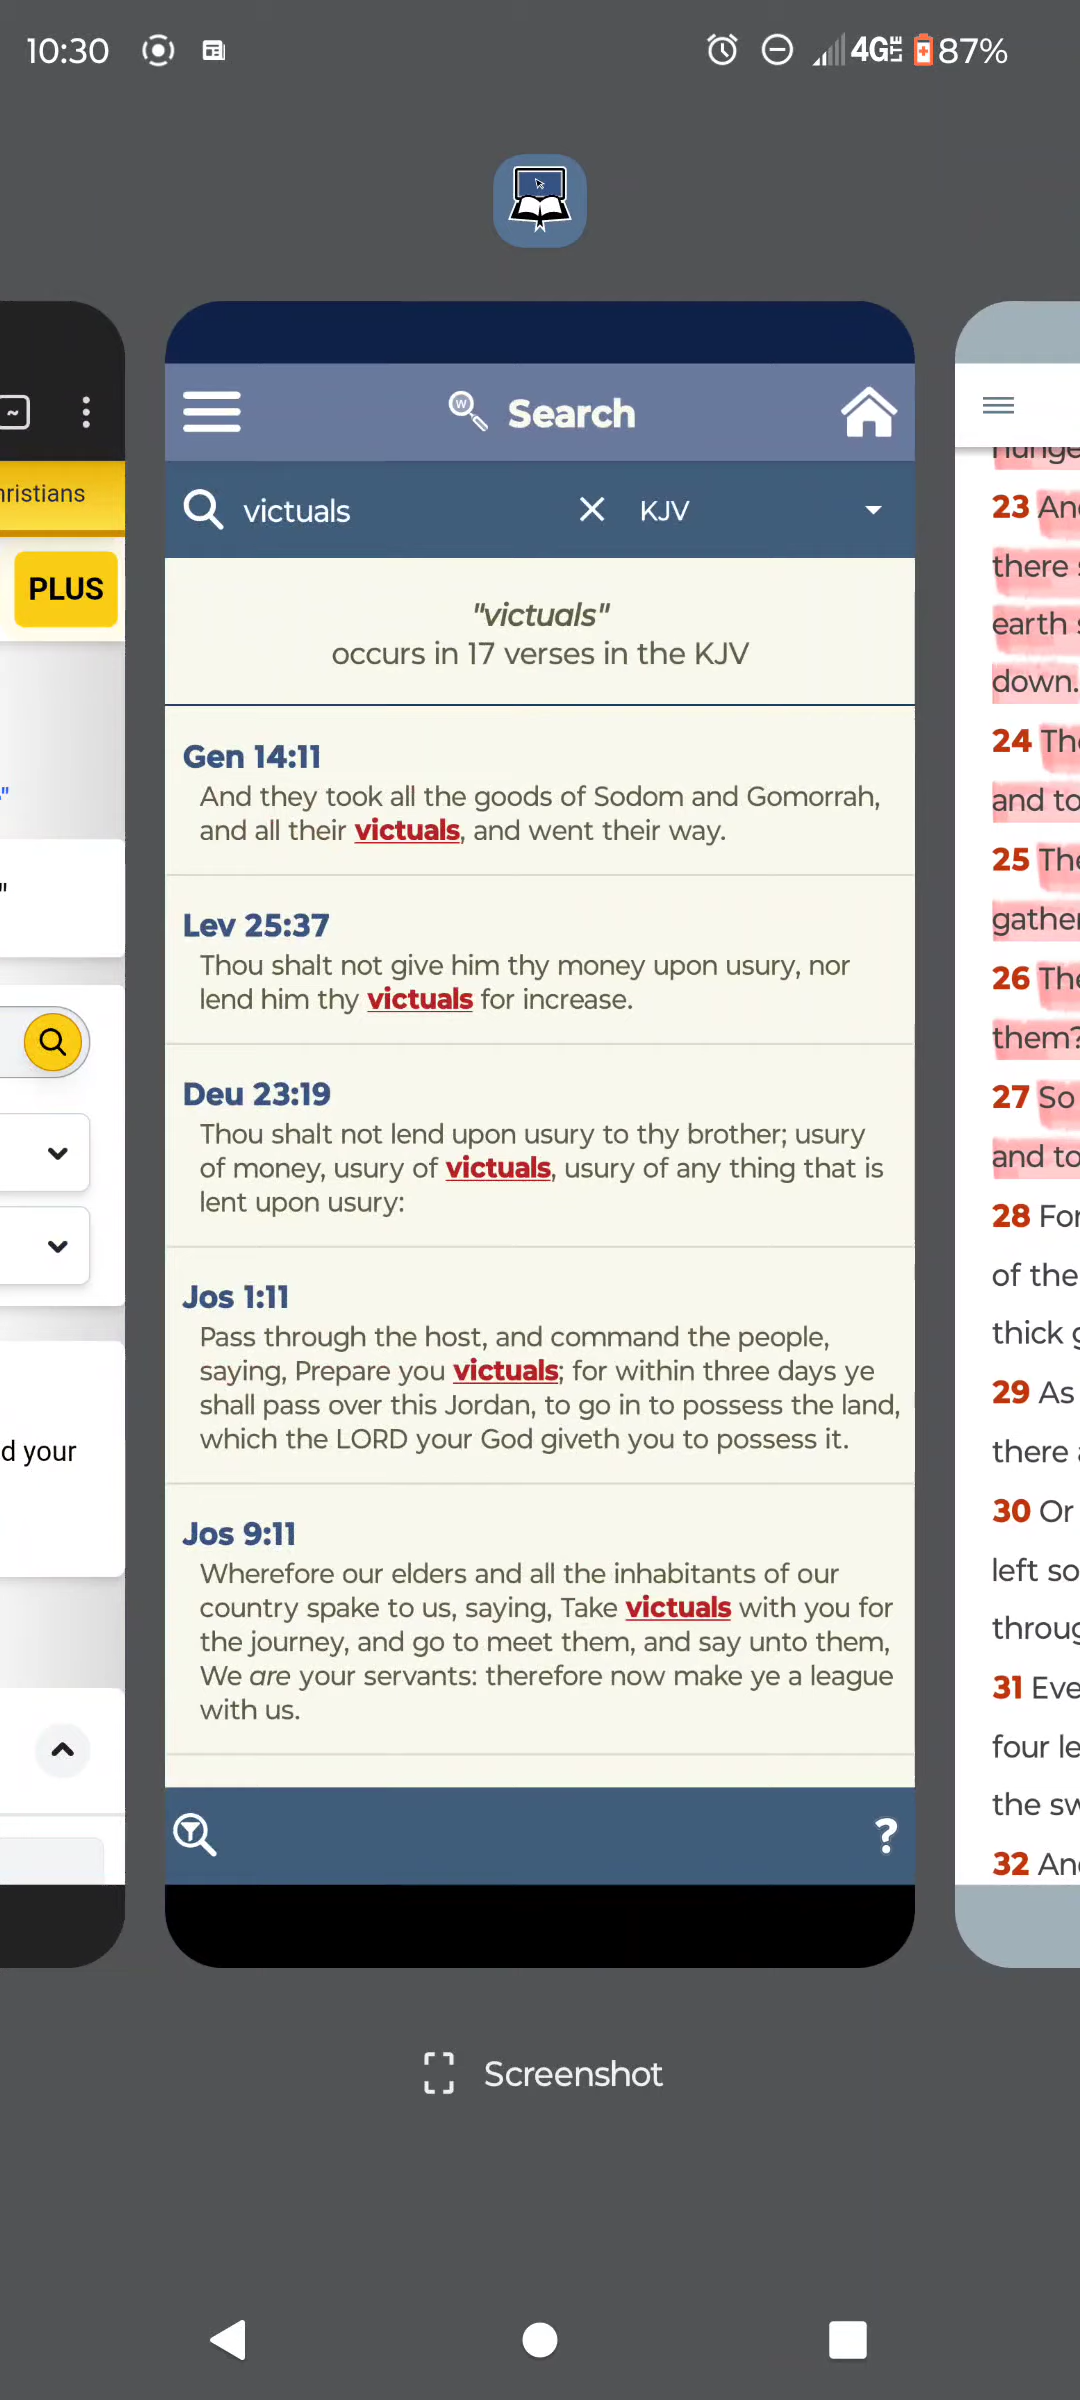 10:30
4G LTE 87%
Search
victuals
KJV
"victuals"
occurs in 17 verses in the KJV
Gen 14:11
And they took all the goods of Sodom and Gomorrah,
and all their victuals, and went their way.
Lev 25:37
Thou shalt not give him thy money upon usury, nor
lend him thy victuals for increase.
Deu 23:19
Thou shalt not lend upon usury to thy brother; usury
of money, usury of victuals, usury of any thing that is
lent upon usury:
Jos 1:11
Pass through the host, and command the people,
saying, Prepare you victuals; for within three days ye
shall pass over this Jordan, to go in to possess the land,
which the LORD your God giveth you to possess it.
Jos 9:11
Wherefore our elders and all the inhabitants of our
country spake to us, saying, Take victuals with you for
the journey, and go to meet them, and say unto them,
We are your servants: therefore now make ye a league
with us.
?
PLUS
your
23
there
earth
down.
24
and to
25
26
them?
27 So
and to
28
of the
thick
29 As
there
30 Or
left
31
four
the
32
Screenshot